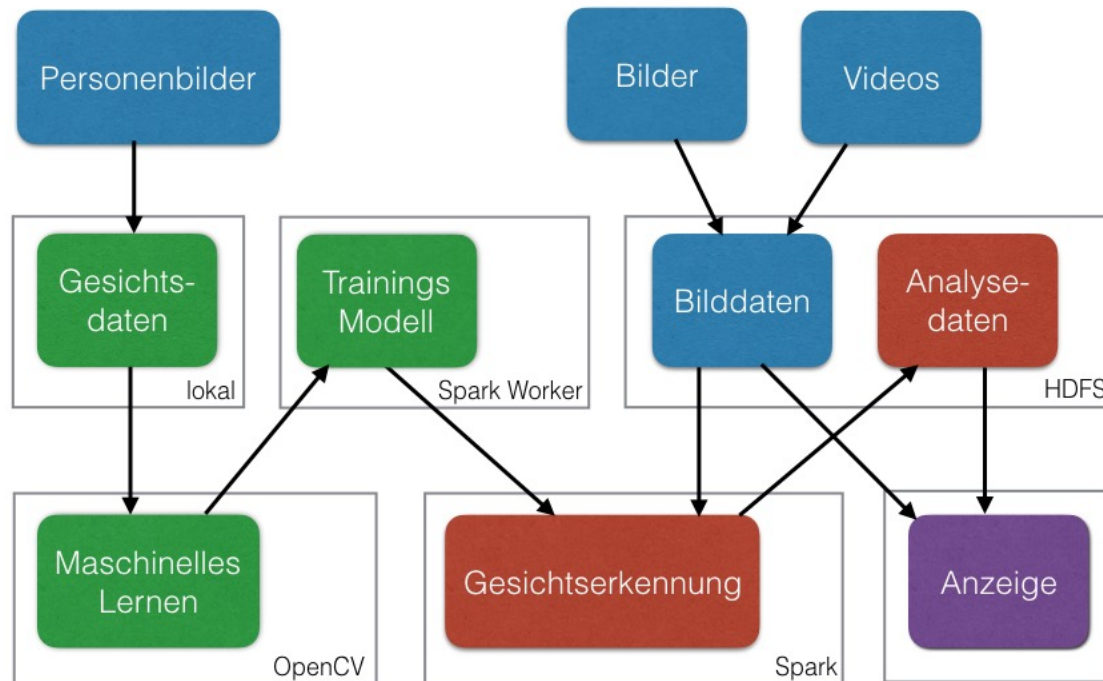 Personenbilder
Bilder
Videos
Gesichts-
daten
lokal
Trainings
Modell
Spark Worker
Bilddaten
Analyse-
daten
HDFS
Maschinelles
Lernen
OpenCV
Gesichtserkennung
Spark
Anzeige